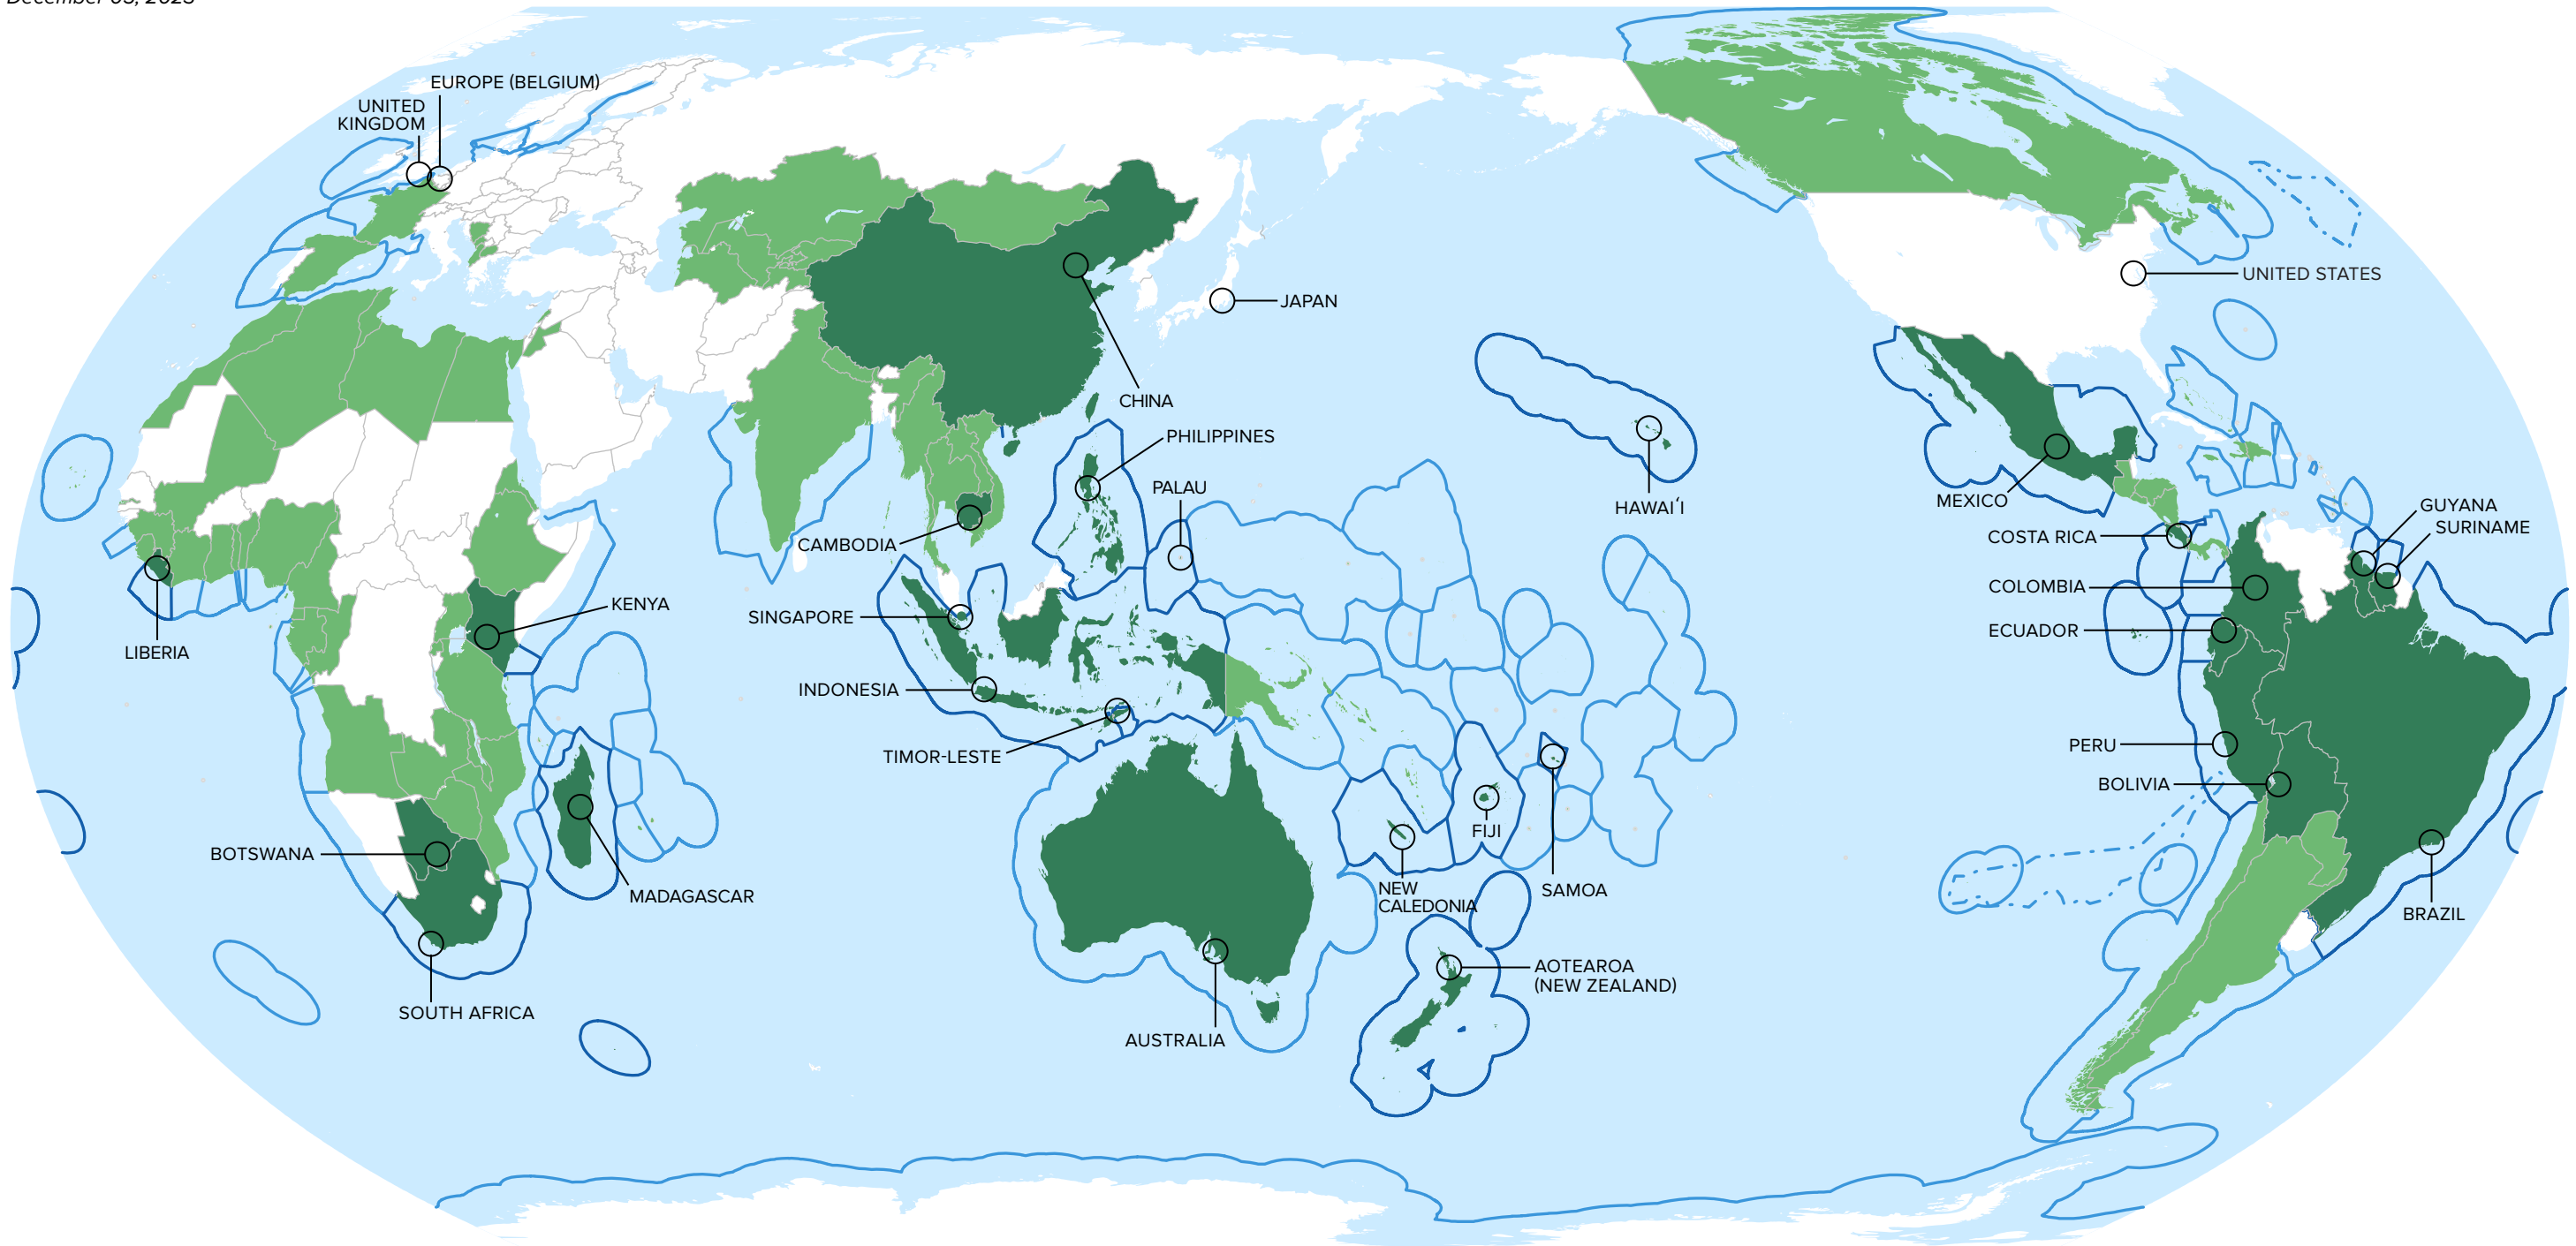 EUROPE (BELGIUM)
UNITED
KINGDOM
UNITED STATES
JAPAN
CHINA
PHILIPPINES
PALAU
HAWAIʻI
MEXICO
GUYANA
SURINAME
COSTA RICA
CAMBODIA
COLOMBIA
KENYA
SINGAPORE
ECUADOR
LIBERIA
INDONESIA
PERU
TIMOR-LESTE
BOLIVIA
FIJI
BOTSWANA
MADAGASCAR
NEW
CALEDONIA
SAMOA
BRAZIL
AOTEAROA
(NEW ZEALAND)
SOUTH AFRICA
AUSTRALIA